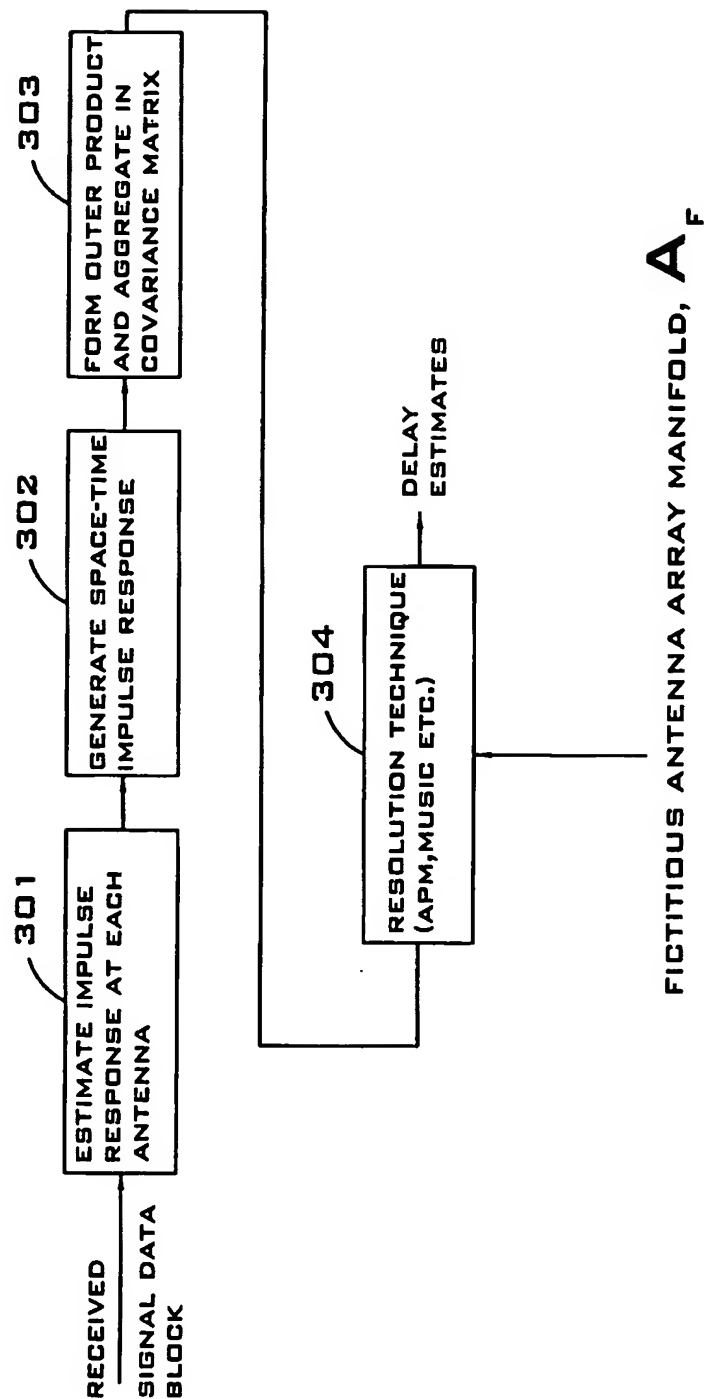 RECEIVED
SIGNAL DATA
BLOCK
301
ESTIMATE IMPULSE
RESPONSE AT EACH
ANTENNA
302
GENERATE SPACE-TIME
IMPULSE RESPONSE
303
FORM OUTER PRODUCT
AND AGGREGATE IN
COVARIANCE MATRIX
304
RESOLUTION TECHNIQUE
(APM,MUSIC ETC.)
DELAY
ESTIMATES
FICTITIOUS ANTENNA ARRAY MANIFOLD, A F